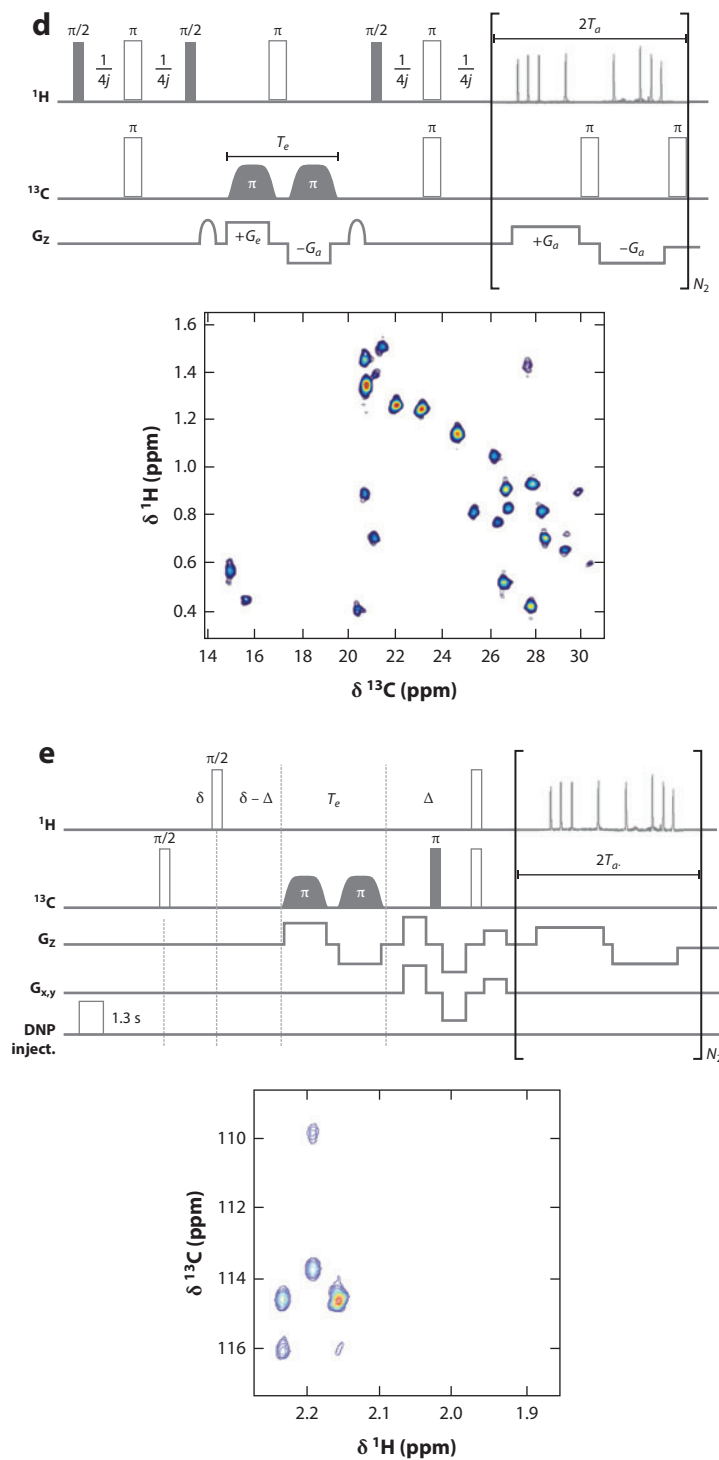 d
π/2 π π/2 π π/2 π
1/4j 1/4j 1/4j 1/4j
2Ta
¹H
π Te π π π
π π
¹³C
Gz
+Ge −Ga +Ga −Ga
N2
1.6
1.4
1.2
1.0
0.8
0.6
0.4
δ ¹H (ppm)
14 16 18 20 22 24 26 28 30
δ ¹³C (ppm)
e
π/2
δ δ − Δ Te Δ
¹H
π/2 π
π π
2Ta.
¹³C
Gz
Gx,y
1.3 s
DNP
inject.
N2
110
112
114
116
δ ¹³C (ppm)
2.2 2.1 2.0 1.9
δ ¹H (ppm)